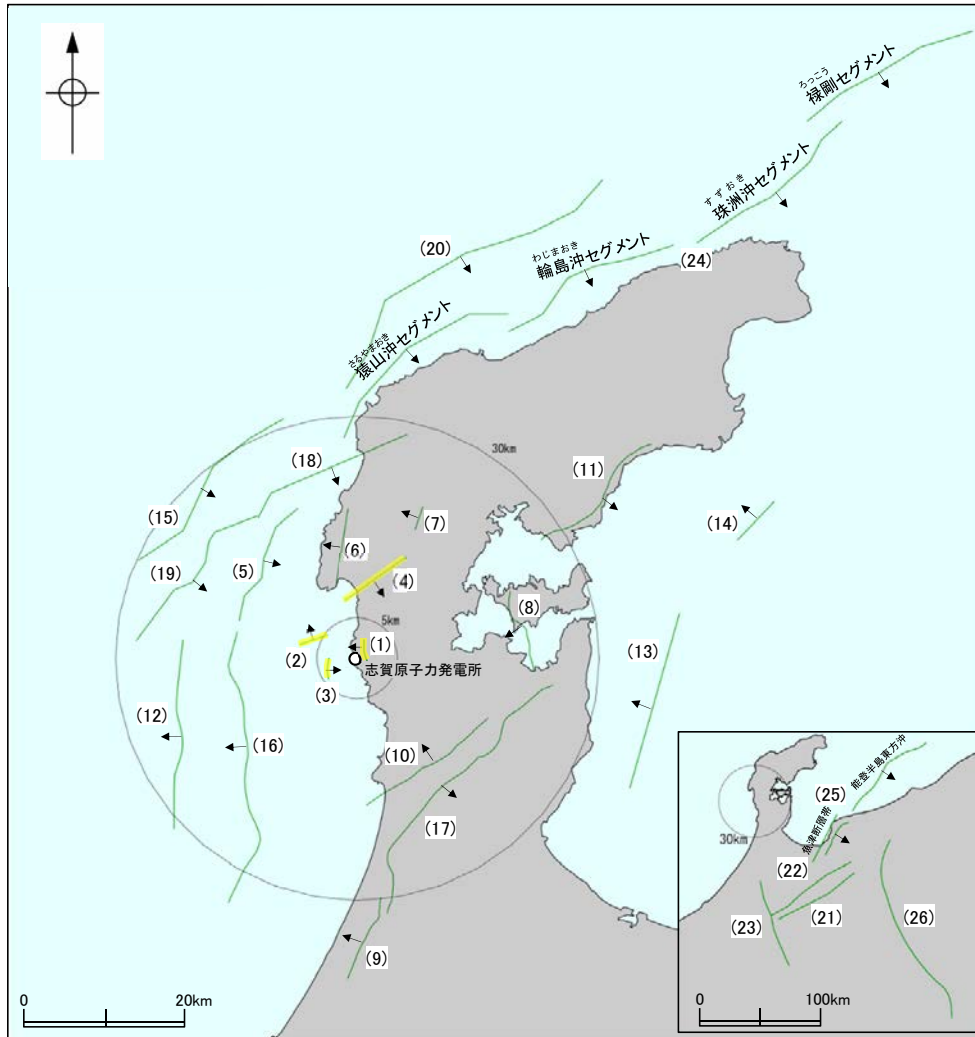 ろっこう
禄剛セグメント
すずおき
珠洲沖セグメント
(20)
わじまおき
輪島沖セグメント
(24)
さるやまおき
猿山沖セグメント
30km
(18)
(11)
(15)
(7)
(14)
(6)
(19)
(5)
(4)
(8)
5km
(1)
(2)
志賀原子力発電所
(3)
(13)
(12)
(16)
(10)
(17)
(9)
能登半島東方沖
(25)
魚津断層帯
30km
(22)
(21)
(23)
(26)
0 20km
0 100km